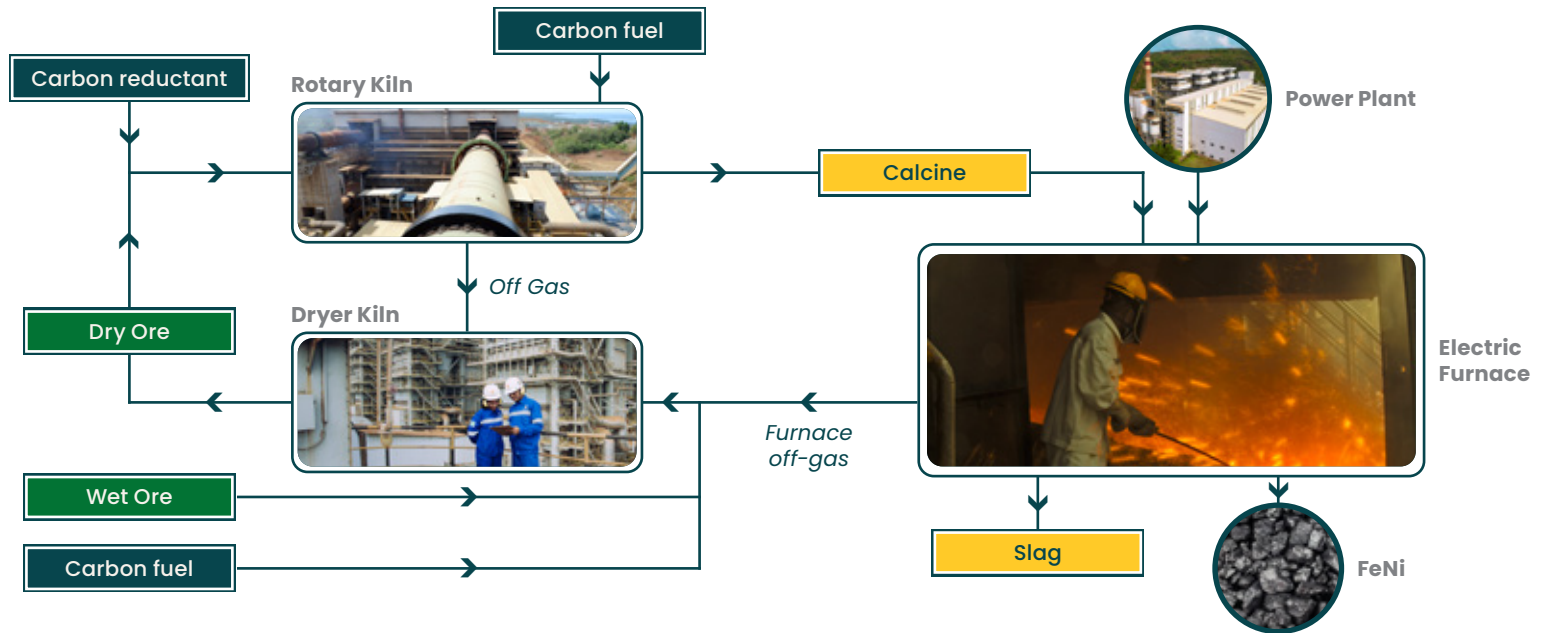 Carbon fuel
Carbon reductant
Rotary Kiln
Power Plant
Calcine
Off Gas
Dryer Kiln
Dry Ore
Electric
Furnace
Furnace
off-gas
Wet Ore
Slag
Carbon fuel
FeNi